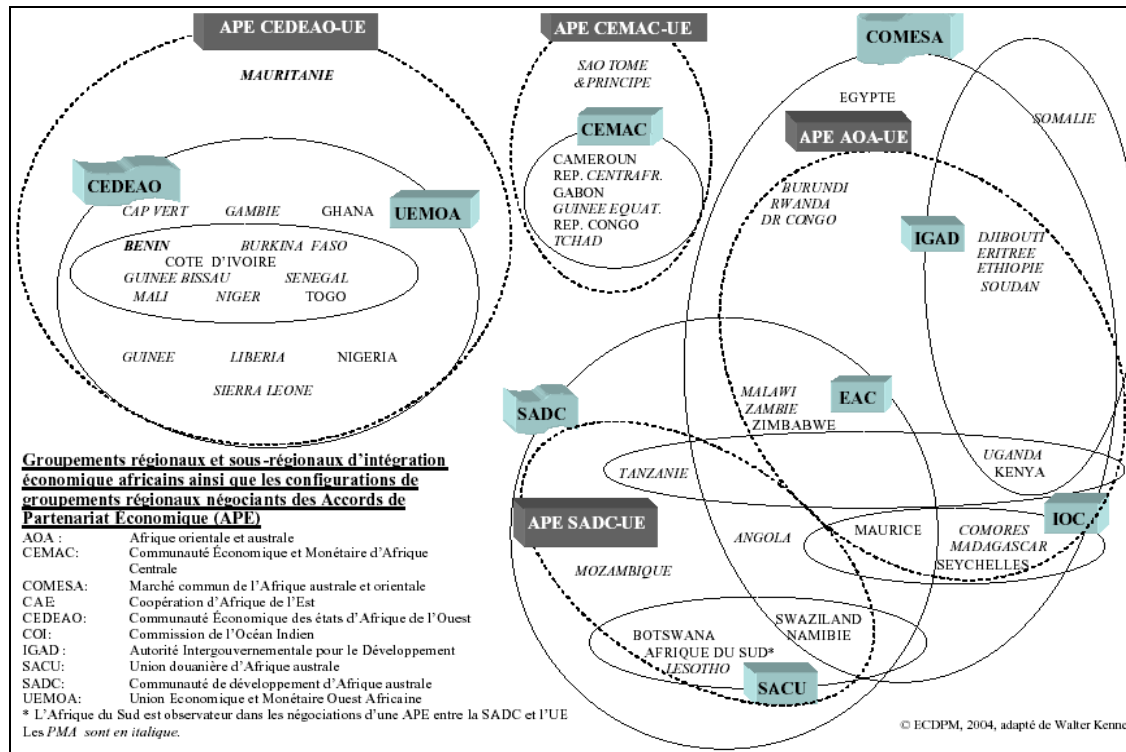 APE CEDEAO-UE
MAURITANIE
CEDEAO
CAP VERT GAMBIE GHANA
UEMOA
BENIN BURKINA FASO
COTE D'IVOIRE
GUINEE BISSAU SENEGAL
MALI NIGER TOGO
GUINEE LIBERIA NIGERIA
SIERRA LEONE
APE CEMAC-UE
SAO TOME
&PRINCIPE
CEMAC
CAMEROUN
REP. CENTRAFR.
GABON
GUINEE EQUAT.
REP. CONGO
TCHAD
COMESA
EGYPTE
SOMALIE
APE AOA-UE
BURUNDI
RWANDA
DR CONGO
IGAD
DJIBOUTI
ERITREE
ETHIOPIE
SOUDAN
SADC
MALAWI
ZAMBIE
ZIMBABWE
EAC
TANZANIE
UGANDA
KENYA
APE SADC-UE
ANGOLA
MAURICE
COMORES
MADAGASCAR
SEYCHELLES
IOC
MOZAMBIQUE
SWAZILAND
NAMIBIE
BOTSWANA
AFRIQUE DU SUD*
LESOTHO
SACU
Groupements régionaux et sous-régionaux d'intégration
économique africains ainsi que les configurations de
groupements régionaux négociants des Accords de
Partenariat Économique (APE)
AOA : Afrique orientale et australe
CEMAC: Communauté Économique et Monétaire d'Afrique
Centrale
COMESA: Marché commun de l'Afrique australe et orientale
CAE: Coopération d'Afrique de l'Est
CEDEAO: Communauté Économique des états d'Afrique de l'Ouest
COI: Commission de l'Océan Indien
IGAD : Autorité Intergouvernementale pour le Développement
SACU: Union douanière d'Afrique australe
SADC: Communauté de développement d'Afrique australe
UEMOA: Union Economique et Monétaire Ouest Africaine
* L'Afrique du Sud est observateur dans les négociations d'une APE entre la SADC et l'UE
Les PMA sont en italique.
© ECDPM, 2004, adapté de Walter Kenne